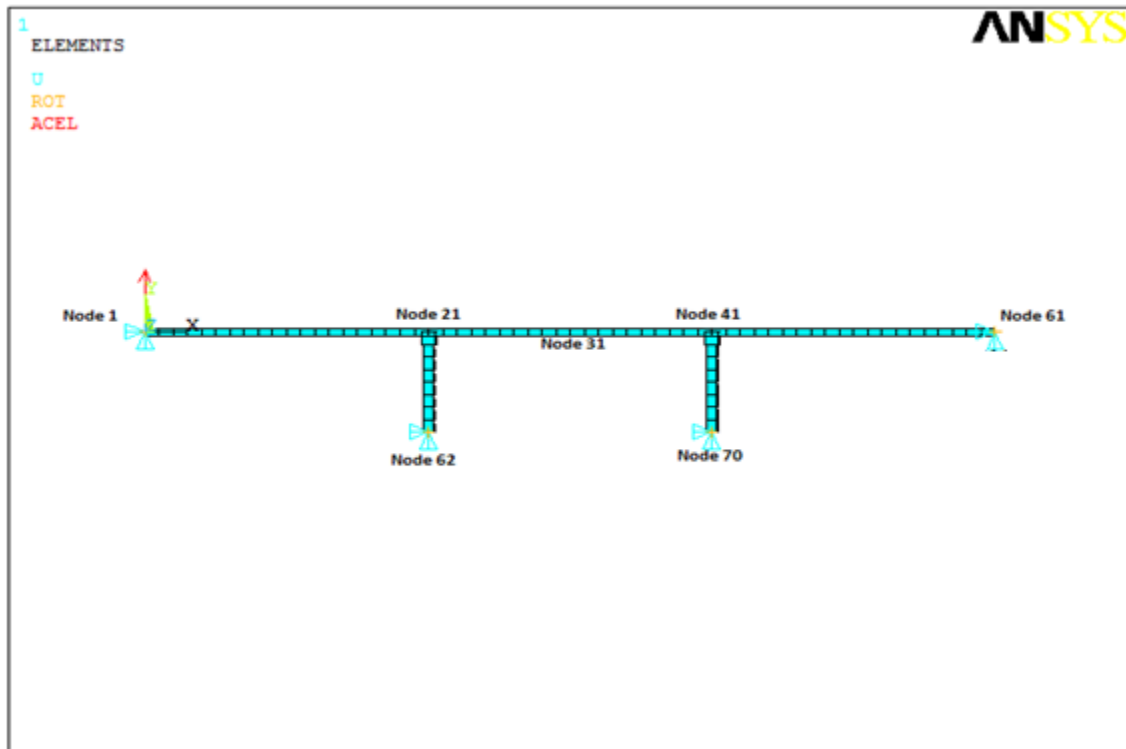 1
ELEMENTS
ANSYS
U
ROT
ACEL
Y
Node 1
X
Node 21
Node 41
Node 61
Node 31
Node 62
Node 70